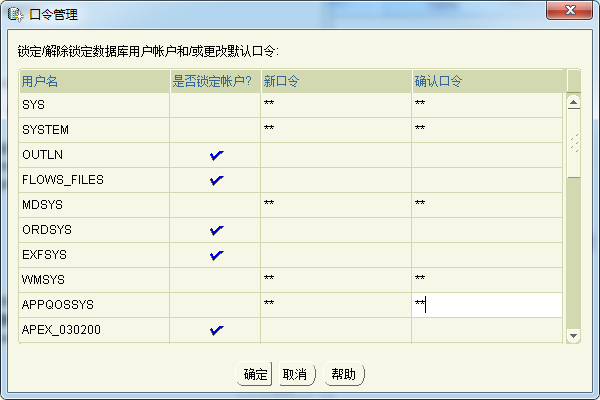 口令管理
锁定/解除锁定数据库用户帐户和/或更改默认口令:
用户名 是否锁定帐户? 新口令 确认口令
SYS ** **
SYSTEM ** **
OUTLN
FLOWS_FILES
MDSYS ** **
ORDSYS
EXFSYS
WMSYS ** **
APPQOSSYS ** **
APEX_030200
确定 取消 帮助